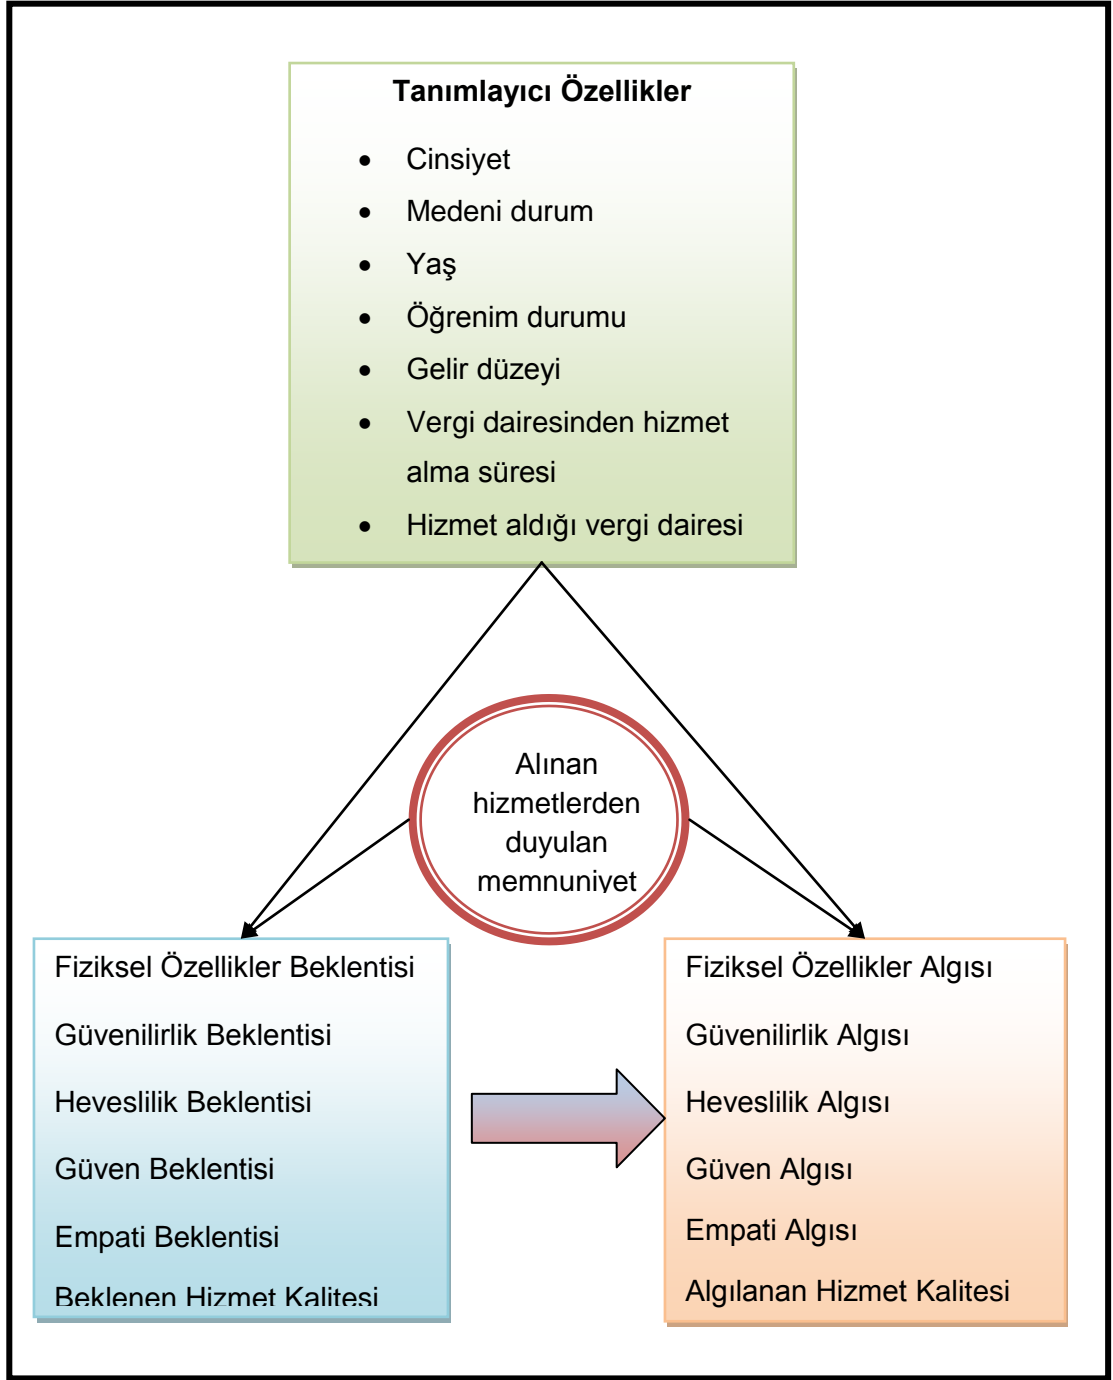 Tanımlayıcı Özellikler
• Cinsiyet
• Medeni durum
• Yaş
• Öğrenim durumu
• Gelir düzeyi
• Vergi dairesinden hizmet
alma süresi
• Hizmet aldığı vergi dairesi
Alınan
hizmetlerden
duyulan
memnuniyet
Fiziksel Özellikler Beklentisi
Güvenilirlik Beklentisi
Heveslilik Beklentisi
Güven Beklentisi
Empati Beklentisi
Beklenen Hizmet Kalitesi
Fiziksel Özellikler Algısı
Güvenilirlik Algısı
Heveslilik Algısı
Güven Algısı
Empati Algısı
Algılanan Hizmet Kalitesi